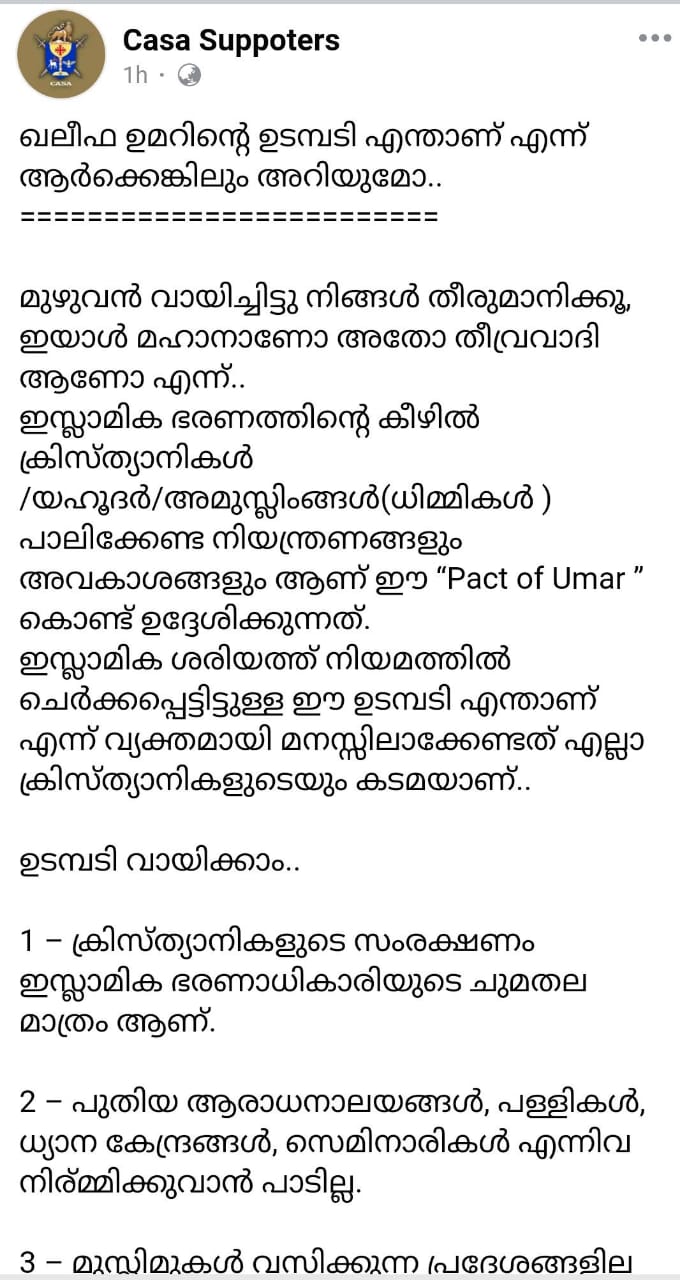 Casa Suppoters
1h ·
CASA
ഖലീഫ ഉമറിന്റെ ഉടമ്പടി എന്താണ് എന്ന്
ആർക്കെങ്കിലും അറിയുമോ..
=========================
മുഴുവൻ വായിച്ചിട്ടു നിങ്ങൾ തീരുമാനിക്കൂ,
ഇയാൾ മഹാനാണോ അതോ തീവ്രവാദി
ആണോ എന്ന്..
ഇസ്ലാമിക ഭരണത്തിന്റെ കീഴിൽ
ക്രിസ്ത്യാനികൾ
/യഹൂദർ/അമുസ്ലിംങ്ങൾ(ധിമ്മികൾ )
പാലിക്കേണ്ട നിയന്ത്രണങ്ങളും
അവകാശങ്ങളും ആണ് ഈ “Pact of Umar ”
കൊണ്ട് ഉദ്ദേശിക്കുന്നത്.
ഇസ്ലാമിക ശരിയത്ത് നിയമത്തിൽ
ചെർക്കപ്പെട്ടിട്ടുള്ള ഈ ഉടമ്പടി എന്താണ്
എന്ന് വ്യക്തമായി മനസ്സിലാക്കേണ്ടത് എല്ലാ
ക്രിസ്ത്യാനികളുടെയും കടമയാണ്..
ഉടമ്പടി വായിക്കാം..
1 – ക്രിസ്ത്യാനികളുടെ സംരക്ഷണം
ഇസ്ലാമിക ഭരണാധികാരിയുടെ ചുമതല
മാത്രം ആണ്.
2 – പുതിയ ആരാധനാലയങ്ങൾ, പള്ളികൾ,
ധ്യാന കേന്ദ്രങ്ങൾ, സെമിനാരികൾ എന്നിവ
നിര്മ്മിക്കുവാൻ പാടില്ല.
3 – മുസ്ലിമുകൾ വസിക്കുന്ന പ്രദേശങ്ങളില